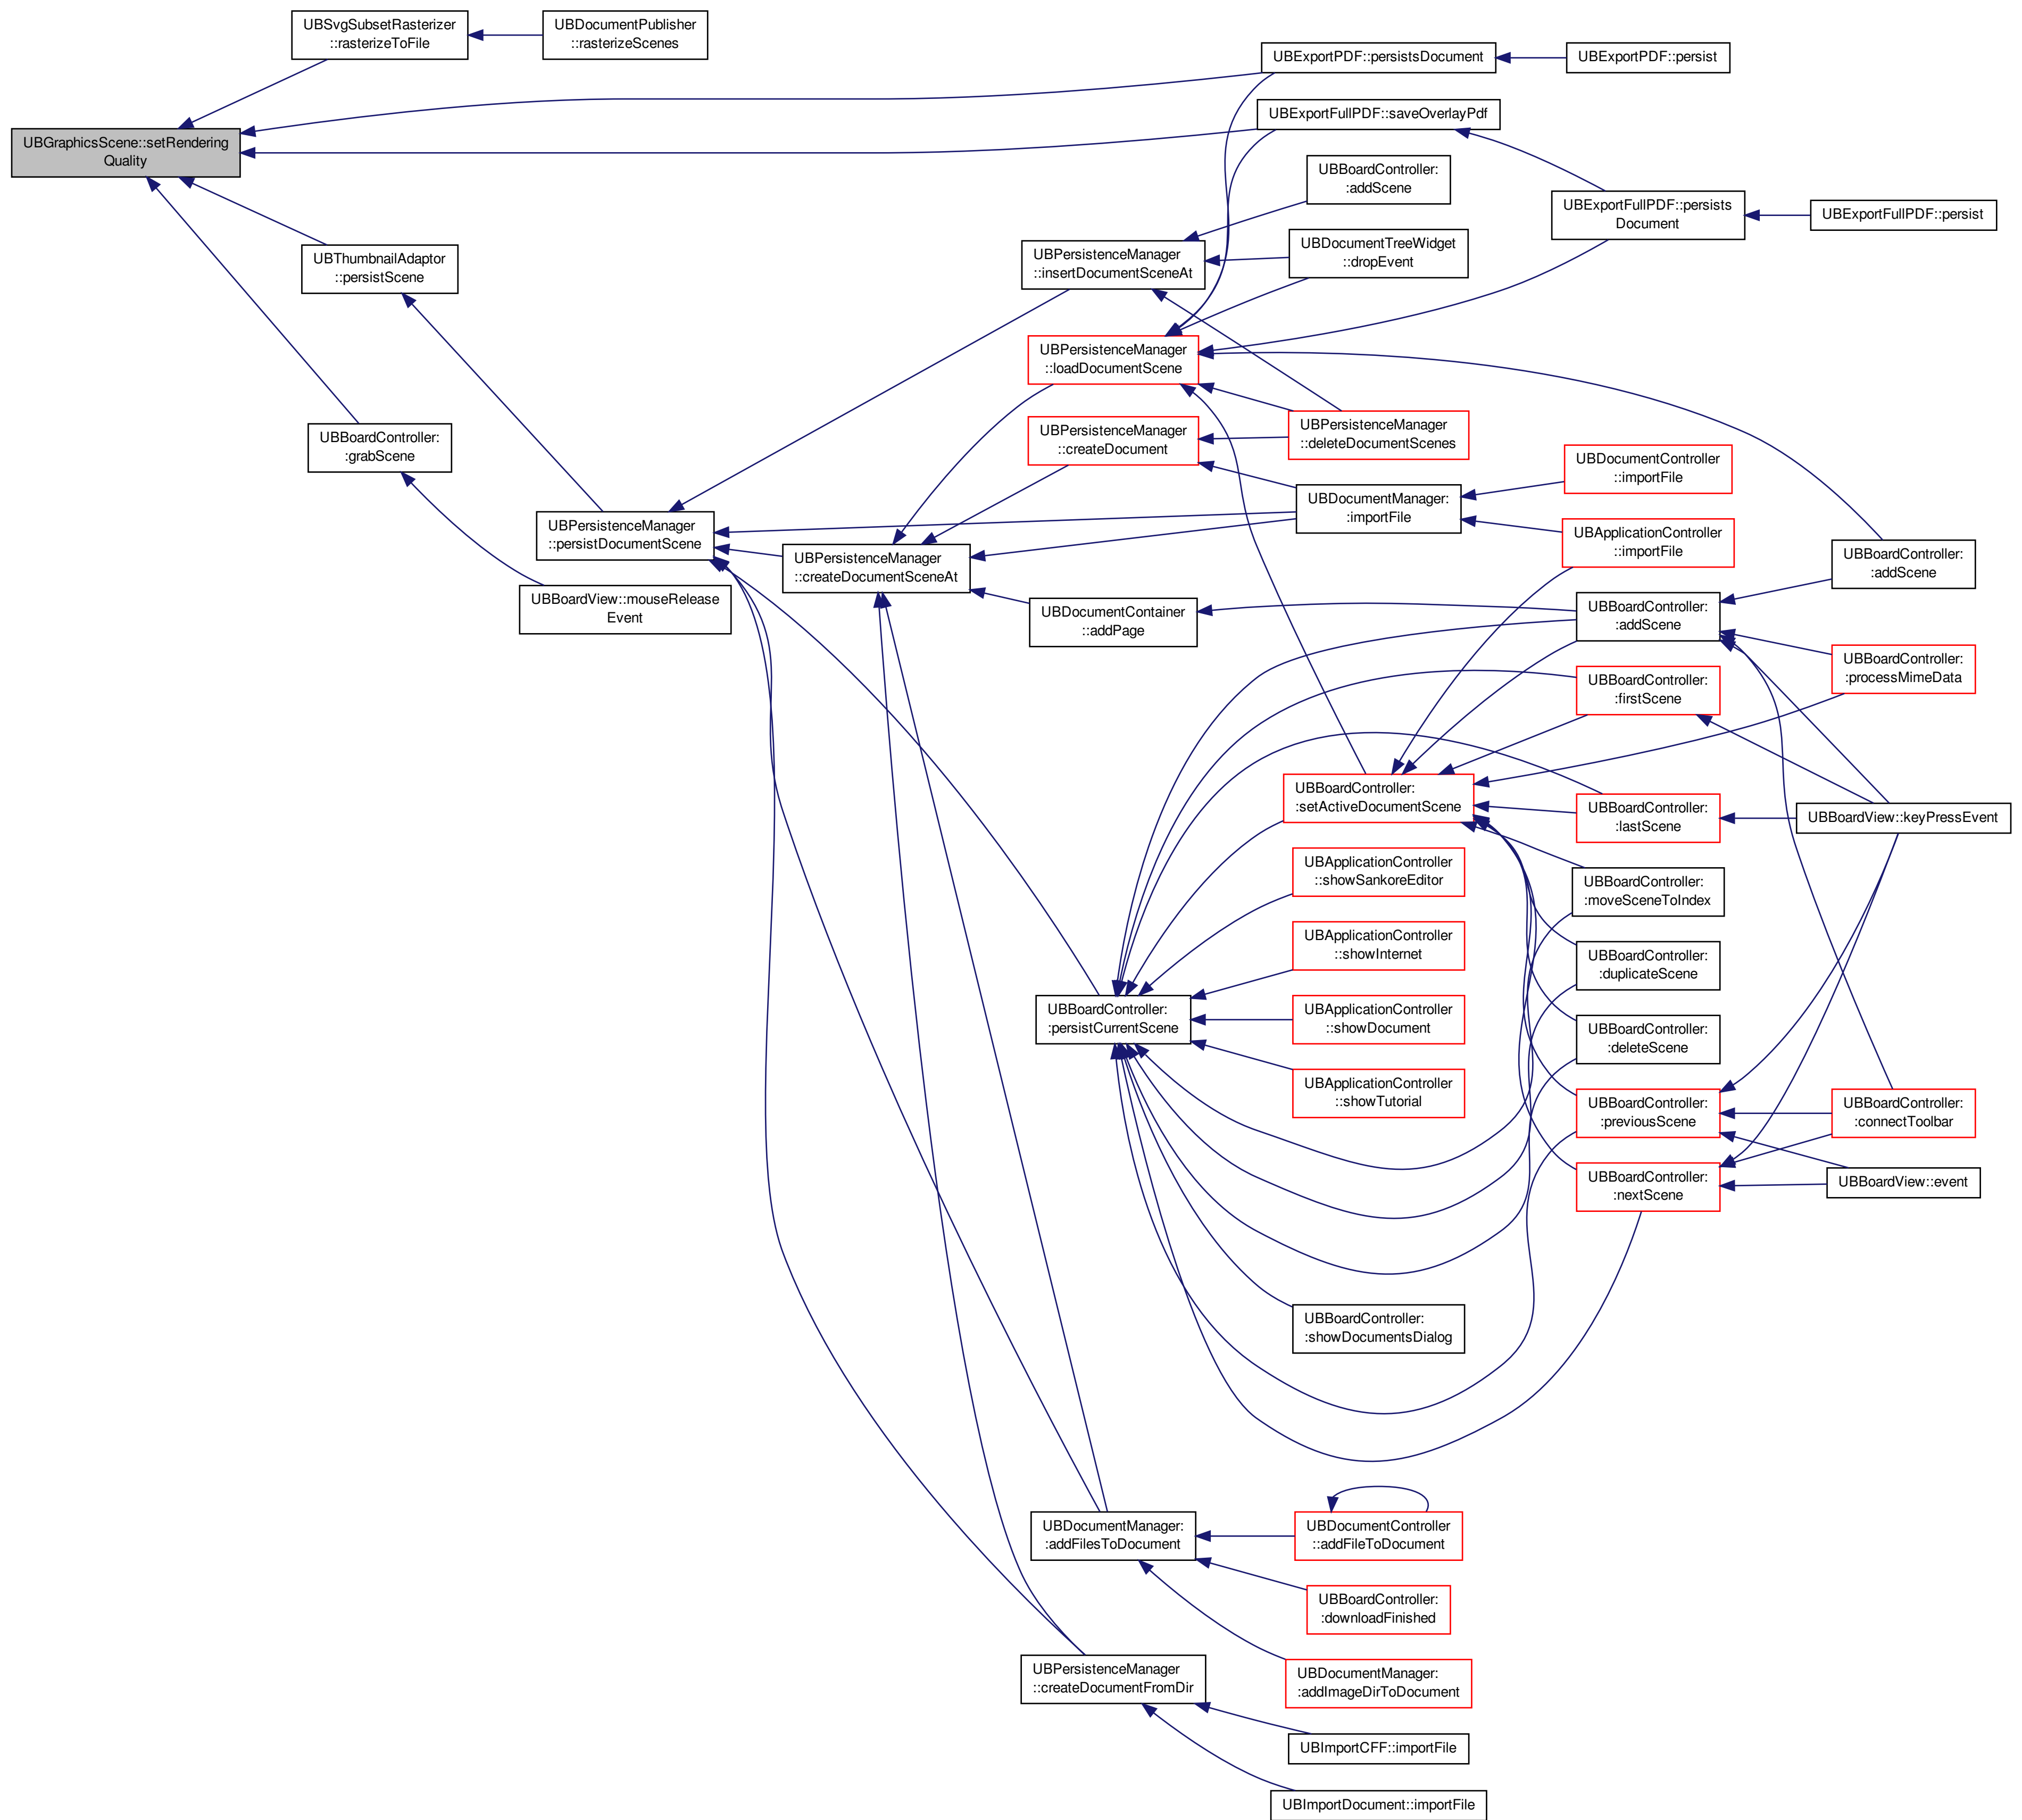 UBSvgSubsetRasterizer
::rasterizeToFile
UBDocumentPublisher
::rasterizeScenes
UBExportPDF::persistsDocument
UBExportPDF::persist
UBExportFullPDF::saveOverlayPdf
UBGraphicsScene::setRendering
Quality
UBBoardController:
:addScene
UBExportFullPDF::persists
Document
UBExportFullPDF::persist
UBThumbnailAdaptor
::persistScene
UBPersistenceManager
::insertDocumentSceneAt
UBDocumentTreeWidget
::dropEvent
UBPersistenceManager
::loadDocumentScene
UBBoardController:
:grabScene
UBPersistenceManager
::createDocument
UBPersistenceManager
::deleteDocumentScenes
UBDocumentController
::importFile
UBDocumentManager:
:importFile
UBApplicationController
::importFile
UBPersistenceManager
::persistDocumentScene
UBPersistenceManager
::createDocumentSceneAt
UBBoardController:
:addScene
UBBoardView::mouseRelease
Event
UBDocumentContainer
::addPage
UBBoardController:
:addScene
UBBoardController:
:processMimeData
UBBoardController:
:firstScene
UBBoardController:
:setActiveDocumentScene
UBBoardController:
:lastScene
UBBoardView::keyPressEvent
UBApplicationController
::showSankoreEditor
UBBoardController:
:moveSceneToIndex
UBApplicationController
::showInternet
UBBoardController:
:duplicateScene
UBBoardController:
:persistCurrentScene
UBApplicationController
::showDocument
UBBoardController:
:deleteScene
UBApplicationController
::showTutorial
UBBoardController:
:previousScene
UBBoardController:
:connectToolbar
UBBoardController:
:nextScene
UBBoardView::event
UBBoardController:
:showDocumentsDialog
UBDocumentManager:
:addFilesToDocument
UBDocumentController
::addFileToDocument
UBBoardController:
:downloadFinished
UBPersistenceManager
::createDocumentFromDir
UBDocumentManager:
:addImageDirToDocument
UBImportCFF::importFile
UBImportDocument::importFile